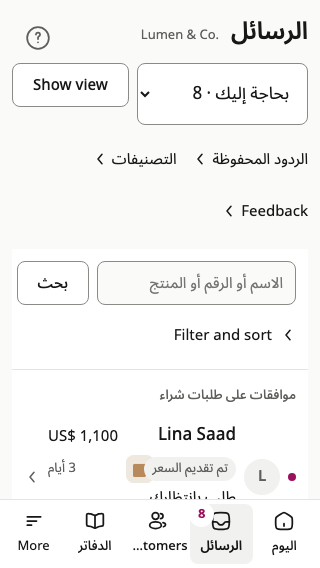 الرسائل Lumen & Co.
بحاجة إليك · 8
Show view
الردود المحفوظة
التصنيفات
Feedback
الاسم أو الرقم أو المنتج
بحث
Filter and sort
موافقات على طلبات شراء
Lina Saad
US$ 1,100
L
تم تقديم السعر
3 أيام
اليوم
الرسائل
8
...tomers
الدفاتر
More